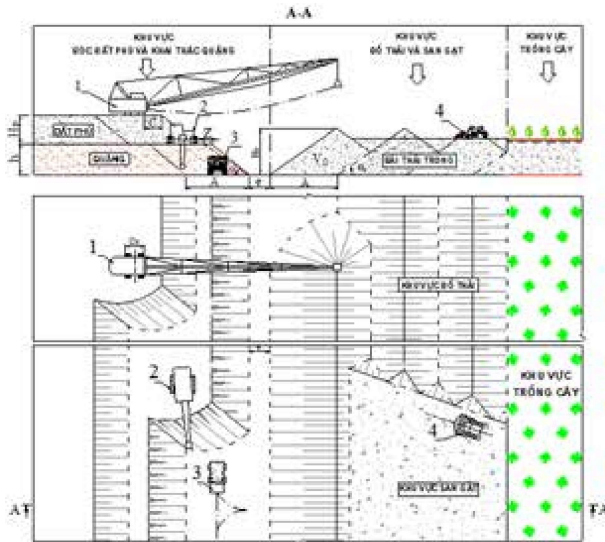 A-A
KHU VỰC
BÓC ĐẤT PHỦ VÀ KHAI THÁC QUẶNG
KHU VỰC
ĐỔ THẢI VÀ SAN GẠT
KHU VỰC
TRỒNG CÂY
1
2
3
4
ĐẤT PHỦ
QUẶNG
h
Z
A
A
BÃI THẢI TRONG
1
KHU VỰC ĐỔ THẢI
2
3
4
KHU VỰC
TRỒNG CÂY
KHU VỰC SAN GẠT
A
A